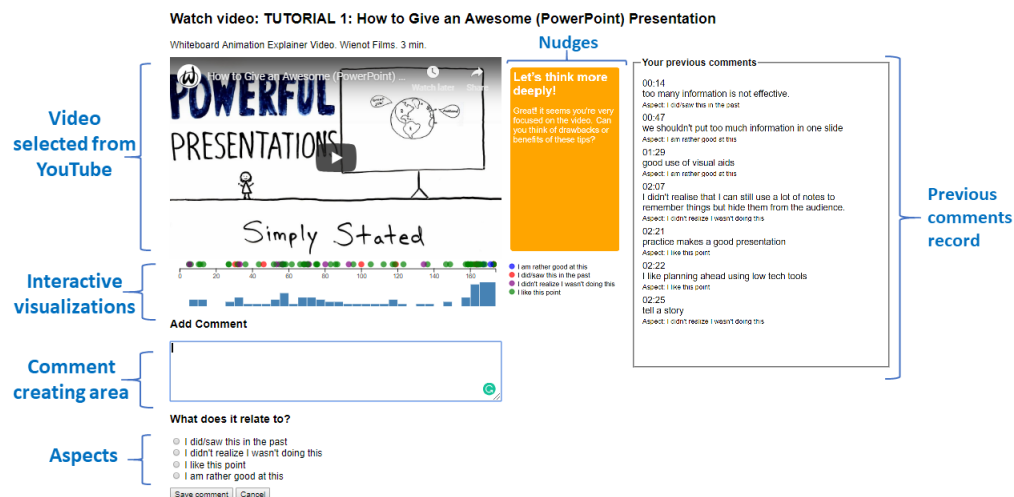 Watch video: TUTORIAL 1: How to Give an Awesome (PowerPoint) Presentation
Whiteboard Animation Explainer Video. Wienot Films. 3 min.
Nudges
Video
selected from
YouTube
How to Give an Awesome (PowerPoint) ...
Watch later
Share
POWERFUL
PRESENTATIONS
Simply Stated
Let's think more
deeply!
Great! it seems you're very
focused on the video. Can
you think of drawbacks or
benefits of these tips?
Your previous comments
00:14
too many information is not effective.
Aspect: I did/saw this in the past
00:47
we shouldn't put too much information in one slide
Aspect: I am rather good at this
01:29
good use of visual aids
Aspect: I am rather good at this
02:07
I didn't realise that I can still use a lot of notes to
remember things but hide them from the audience.
Aspect: I didn't realize I wasn't doing this
02:21
practice makes a good presentation
Aspect: I like this point
02:22
I like planning ahead using low tech tools
Aspect: I like this point
02:25
tell a story
Aspect: I didn't realize I wasn't doing this
Previous
comments
record
Interactive
visualizations
0 20 40 60 80 100 120 140 160
I am rather good at this
I did/saw this in the past
I didn't realize I wasn't doing this
I like this point
Add Comment
Comment
creating area
What does it relate to?
Aspects
I did/saw this in the past
I didn't realize I wasn't doing this
I like this point
I am rather good at this
Save comment Cancel